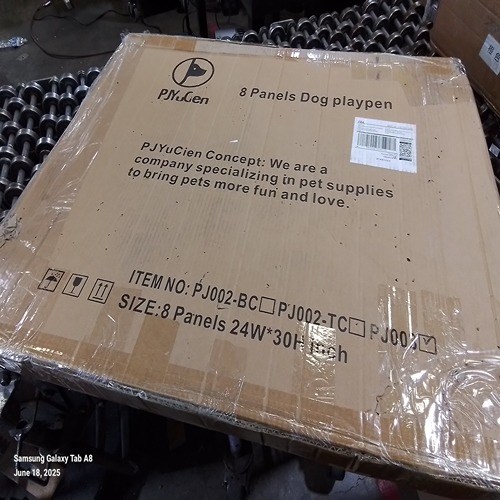 PJYuCien
8 Panels Dog playpen
PJYuCien Concept: We are a
company specializing in pet supplies
to bring pets more fun and love.
ITEM NO: PJ002-BC☐ PJ002-TC☐ PJ003☑
SIZE:8 Panels 24W*30H inch
Samsung Galaxy Tab A8
June 18, 2025